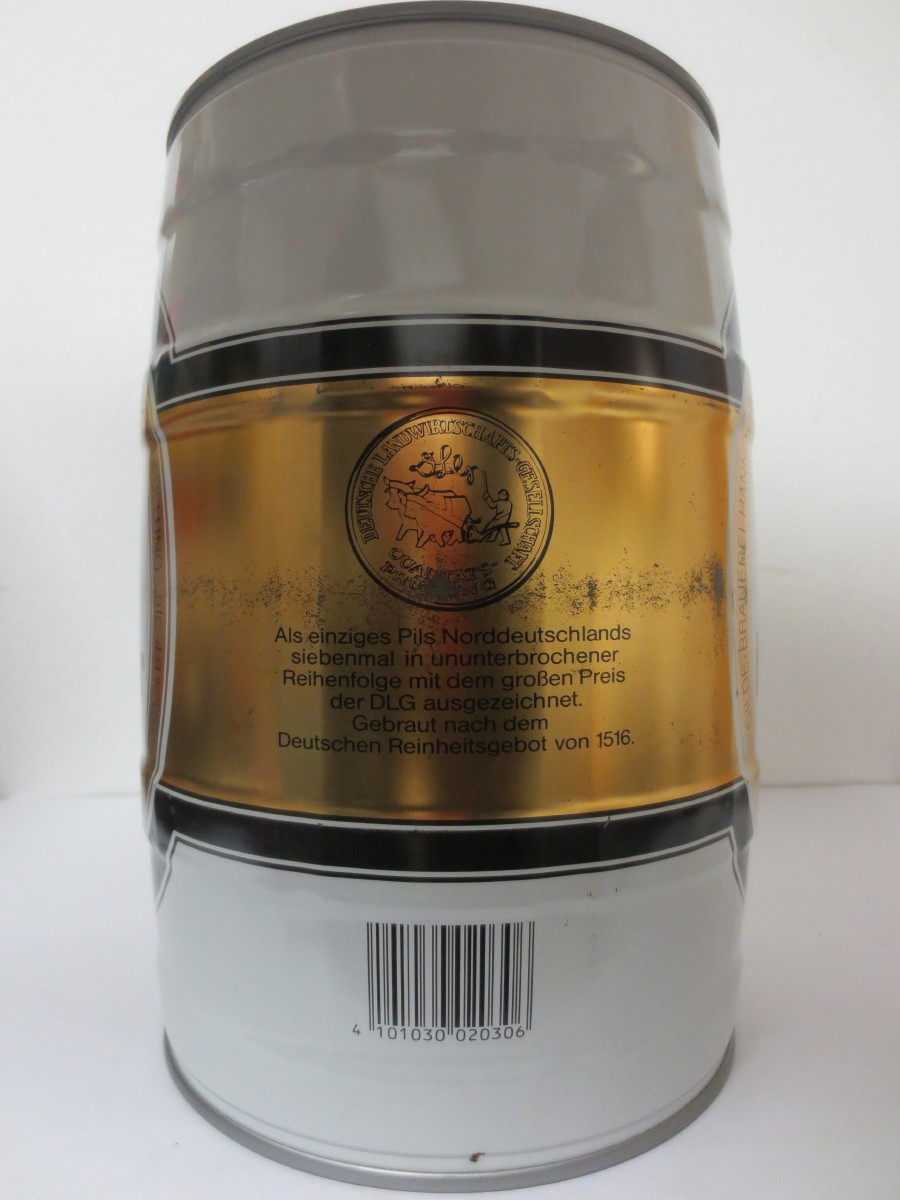 DEUTSCHE LANDWIRTSCHAFTS-GESELLSCHAFT
Als einziges Pils Norddeutschlands
siebenmal in ununterbrochener
Reihenfolge mit dem großen Preis
der DLG ausgezeichnet.
Gebraut nach dem
Deutschen Reinheitsgebot von 1516.
BRAUEREI
4 101030 020306